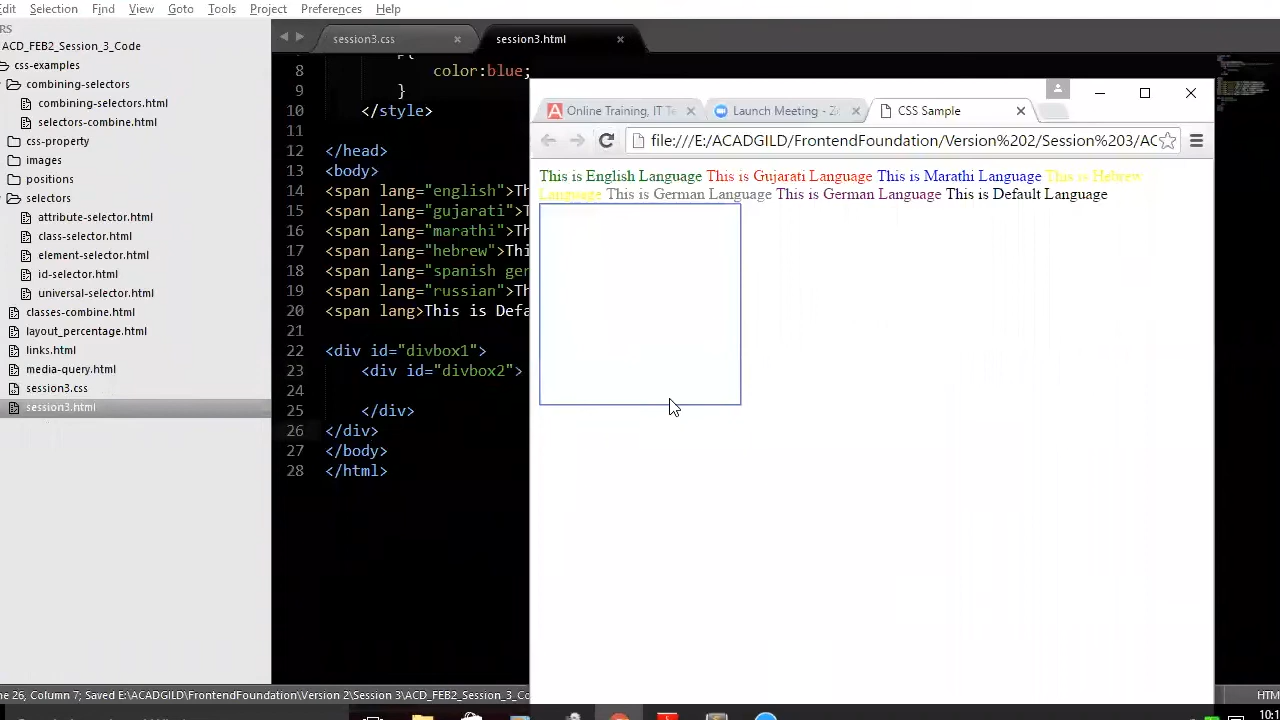 Edit Selection Find View Goto Tools Project Preferences Help
RS
session3.css
session3.html
ACD_FEB2_Session_3_Code
css-examples
combining-selectors
combining-selectors.html
selectors-combine.html
css-property
images
positions
selectors
attribute-selector.html
class-selector.html
element-selector.html
id-selector.html
universal-selector.html
classes-combine.html
layout_percentage.html
links.html
media-query.html
session3.css
session3.html
8 color:blue;
9 }
10 </style>
11
12 </head>
13 <body>
14 <span lang="english">Th
15 <span lang="gujarati">T
16 <span lang="marathi">Th
17 <span lang="hebrew">Thi
18 <span lang="spanish ger
19 <span lang="russian">Th
20 <span lang>This is Defa
21
22 <div id="divbox1">
23 <div id="divbox2">
24
25 </div>
26 </div>
27 </body>
28 </html>
Online Training, IT Te
Launch Meeting - Z
CSS Sample
file:///E:/ACADGILD/FrontendFoundation/Version%202/Session%203/AC
This is English Language This is Gujarati Language This is Marathi Language This is Hebrew
Language This is German Language This is German Language This is Default Language
ne 26, Column 7; Saved E:\ACADGILD\FrontendFoundation\Version 2\Session 3\ACD_FEB2_Session_3_Co
HTM
10:1